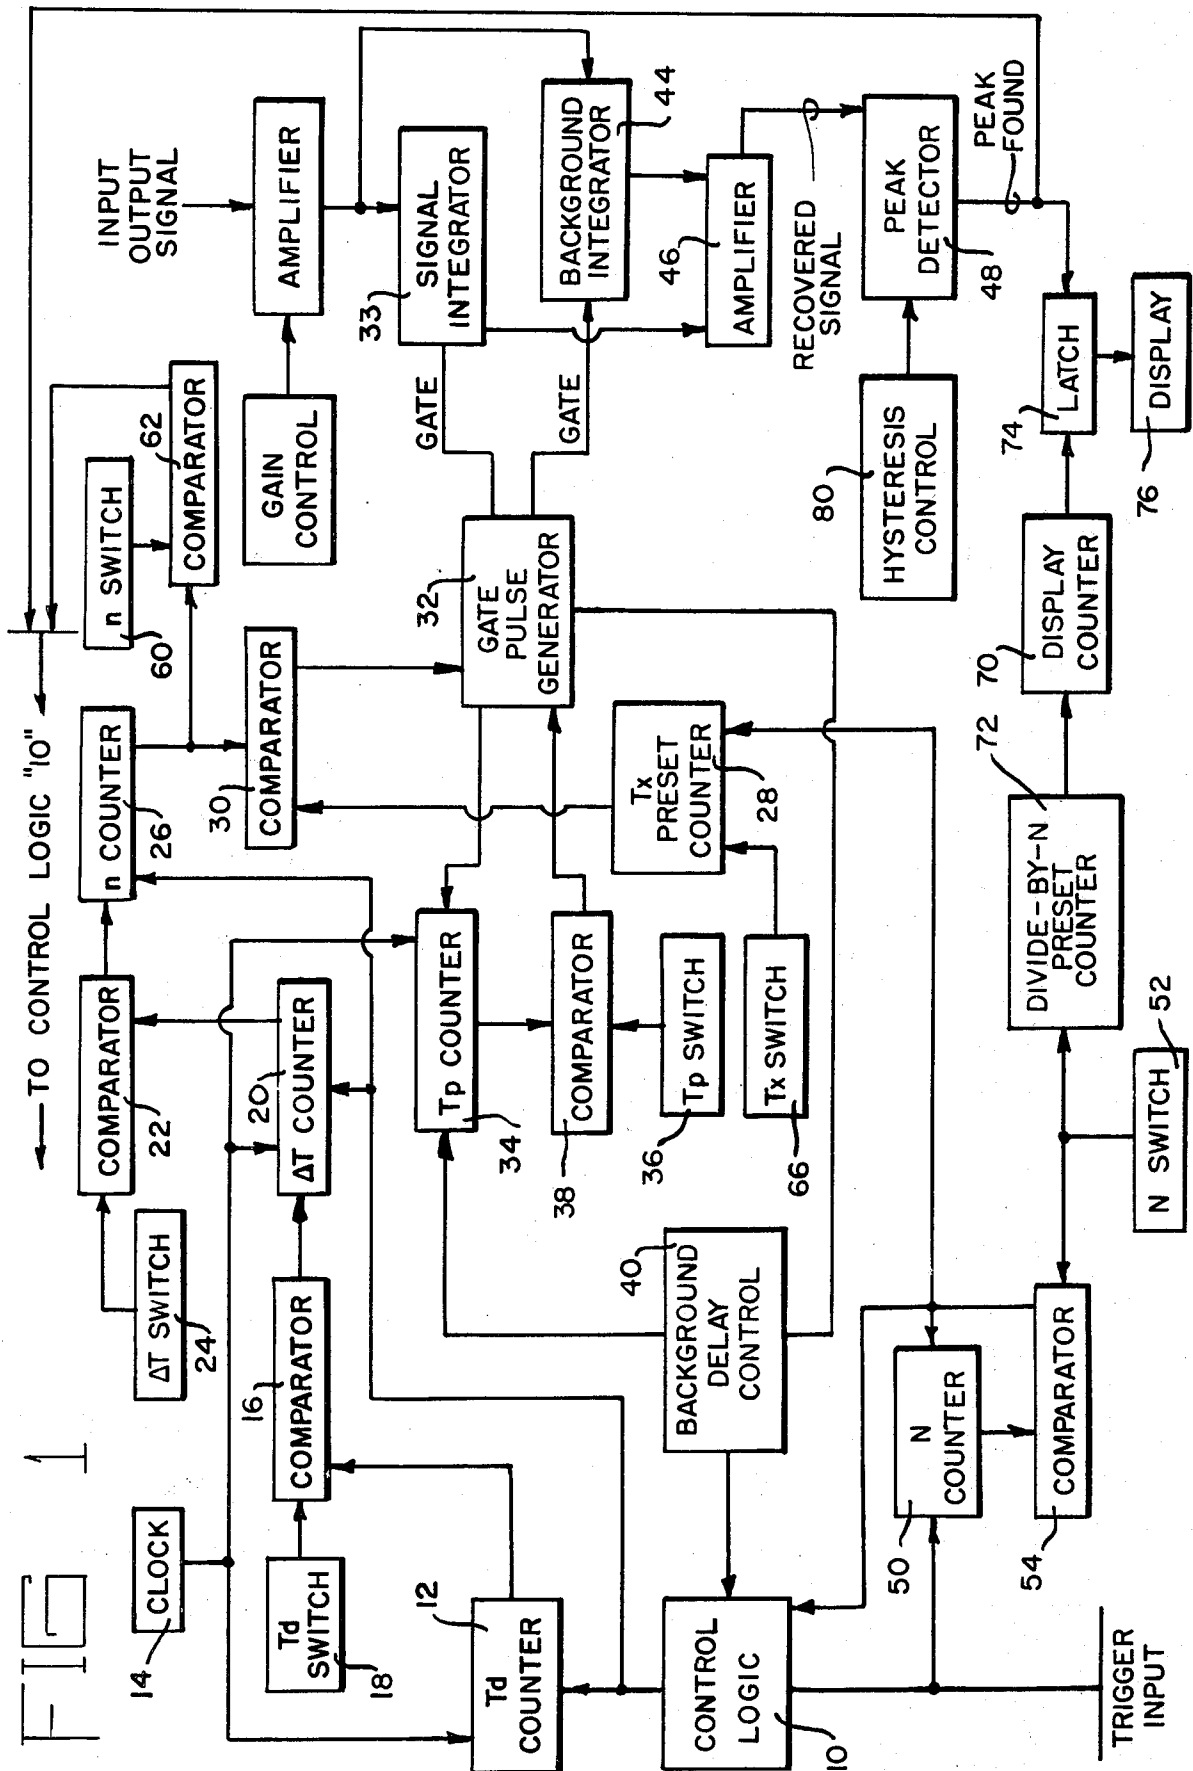 FIG 1
TO CONTROL LOGIC "10"
INPUT
OUTPUT
SIGNAL
CLOCK
14
ΔT SWITCH
24
COMPARATOR
22
n COUNTER
26
n SWITCH
60
COMPARATOR
62
AMPLIFIER
GAIN
CONTROL
Td
SWITCH
18
COMPARATOR
16
ΔT COUNTER
20
COMPARATOR
30
SIGNAL
INTEGRATOR
33
BACKGROUND
INTEGRATOR
44
GATE
GATE
Td
COUNTER
12
Tp COUNTER
34
GATE
PULSE
GENERATOR
32
COMPARATOR
38
Tp SWITCH
36
Tx SWITCH
66
Tx
PRESET
COUNTER
28
AMPLIFIER
46
RECOVERED
SIGNAL
CONTROL
LOGIC
10
BACKGROUND
DELAY
CONTROL
40
HYSTERESIS
CONTROL
80
PEAK
DETECTOR
48
PEAK
FOUND
N
COUNTER
50
COMPARATOR
54
N SWITCH
52
DIVIDE-BY-N
PRESET
COUNTER
72
DISPLAY
COUNTER
70
LATCH
74
DISPLAY
76
TRIGGER
INPUT